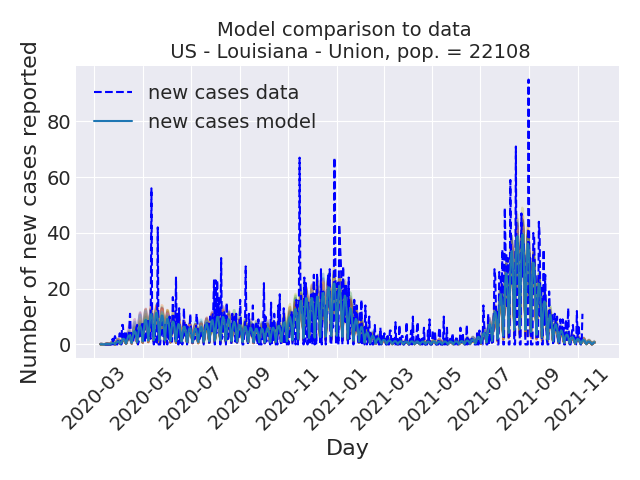 Model comparison to data
US - Louisiana - Union, pop. = 22108
Number of new cases reported
new cases data
new cases model
80
60
40
20
0
2020-03
2020-05
2020-07
2020-09
2020-11
2021-01
2021-03
2021-05
2021-07
2021-09
2021-11
Day